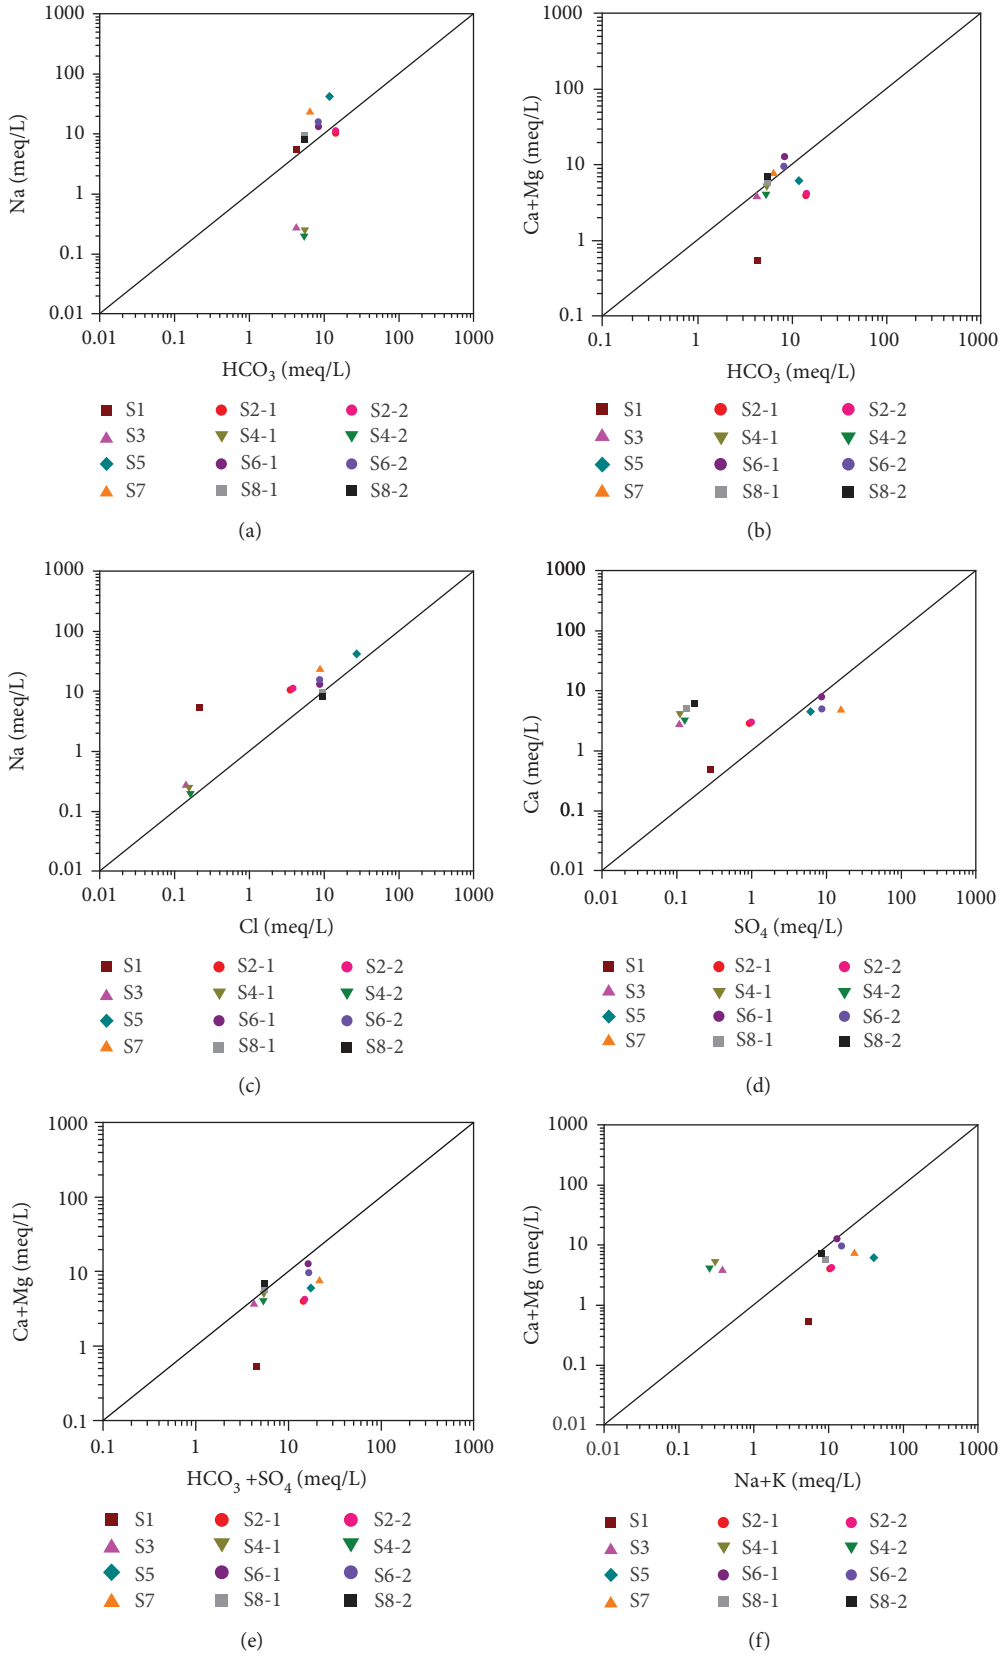 1000
100
10
1
0.1
0.01
Na (meq/L)
0.01 0.1 1 10 100 1000
HCO3 (meq/L)
S1 S2-1 S2-2
S3 S4-1 S4-2
S5 S6-1 S6-2
S7 S8-1 S8-2
(a)
1000
100
10
1
0.1
Ca+Mg (meq/L)
0.1 1 10 100 1000
HCO3 (meq/L)
S1 S2-1 S2-2
S3 S4-1 S4-2
S5 S6-1 S6-2
S7 S8-1 S8-2
(b)
1000
100
10
1
0.1
0.01
Na (meq/L)
0.01 0.1 1 10 100 1000
Cl (meq/L)
S1 S2-1 S2-2
S3 S4-1 S4-2
S5 S6-1 S6-2
S7 S8-1 S8-2
(c)
1000
100
10
1
0.1
0.01
Ca (meq/L)
0.01 0.1 1 10 100 1000
SO4 (meq/L)
S1 S2-1 S2-2
S3 S4-1 S4-2
S5 S6-1 S6-2
S7 S8-1 S8-2
(d)
1000
100
10
1
0.1
Ca+Mg (meq/L)
0.1 1 10 100 1000
HCO3 +SO4 (meq/L)
S1 S2-1 S2-2
S3 S4-1 S4-2
S5 S6-1 S6-2
S7 S8-1 S8-2
(e)
1000
100
10
1
0.1
0.01
Ca+Mg (meq/L)
0.01 0.1 1 10 100 1000
Na+K (meq/L)
S1 S2-1 S2-2
S3 S4-1 S4-2
S5 S6-1 S6-2
S7 S8-1 S8-2
(f)